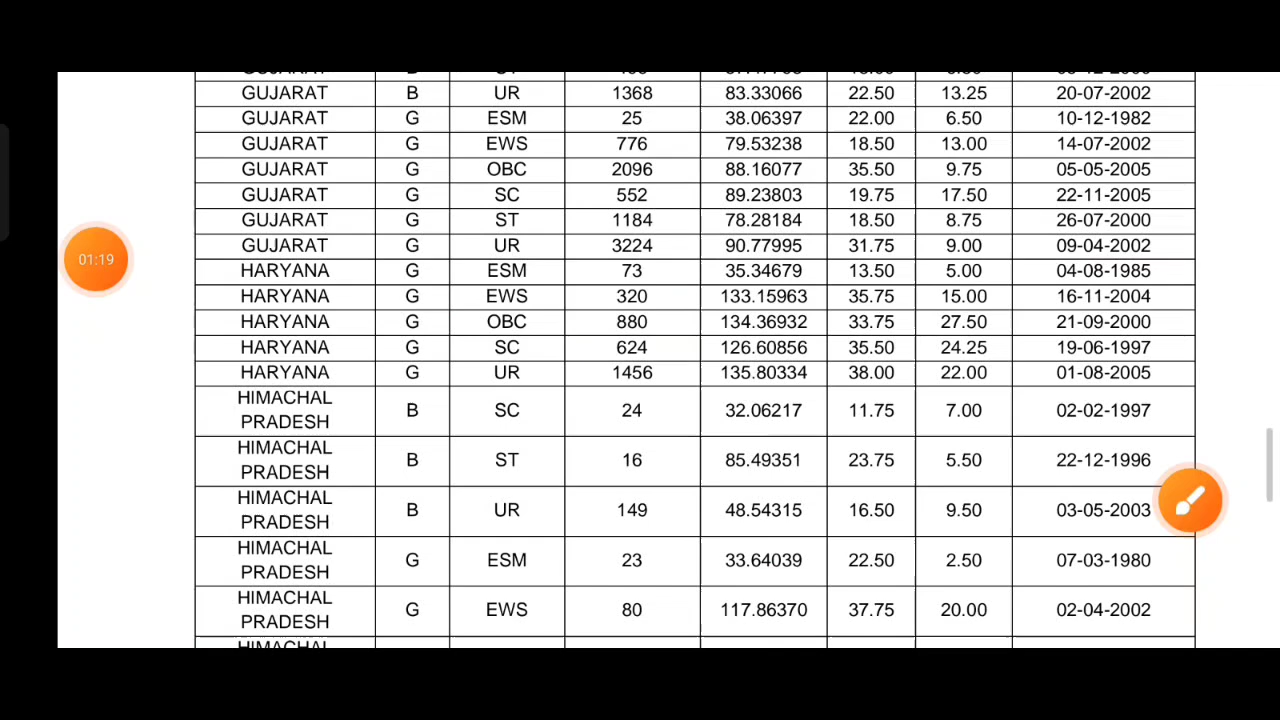 GUJARAT B UR 1368 83.33066 22.50 13.25 20-07-2002
GUJARAT G ESM 25 38.06397 22.00 6.50 10-12-1982
GUJARAT G EWS 776 79.53238 18.50 13.00 14-07-2002
GUJARAT G OBC 2096 88.16077 35.50 9.75 05-05-2005
GUJARAT G SC 552 89.23803 19.75 17.50 22-11-2005
GUJARAT G ST 1184 78.28184 18.50 8.75 26-07-2000
GUJARAT G UR 3224 90.77995 31.75 9.00 09-04-2002
01:19
HARYANA G ESM 73 35.34679 13.50 5.00 04-08-1985
HARYANA G EWS 320 133.15963 35.75 15.00 16-11-2004
HARYANA G OBC 880 134.36932 33.75 27.50 21-09-2000
HARYANA G SC 624 126.60856 35.50 24.25 19-06-1997
HARYANA G UR 1456 135.80334 38.00 22.00 01-08-2005
HIMACHAL
PRADESH B SC 24 32.06217 11.75 7.00 02-02-1997
HIMACHAL
PRADESH B ST 16 85.49351 23.75 5.50 22-12-1996
HIMACHAL
PRADESH B UR 149 48.54315 16.50 9.50 03-05-2003
HIMACHAL
PRADESH G ESM 23 33.64039 22.50 2.50 07-03-1980
HIMACHAL
PRADESH G EWS 80 117.86370 37.75 20.00 02-04-2002
HIMACHAL